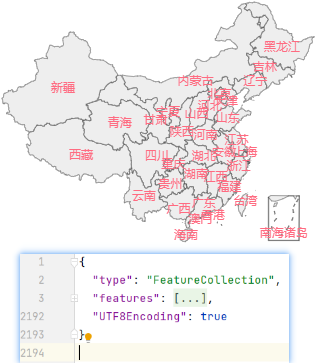 黑龙江
吉林
辽宁
内蒙古
新疆
北京
天津
河北
山西
山东
宁夏
青海
甘肃
陕西
河南
江苏
西藏
四川
重庆
湖北
安徽
上海
浙江
湖南
江西
贵州
福建
云南
广西
广东
台湾
香港
澳门
海南
南海诸岛
1 {
2 "type": "FeatureCollection",
3 "features": [...],
2192 "UTF8Encoding": true
2193 }
2194